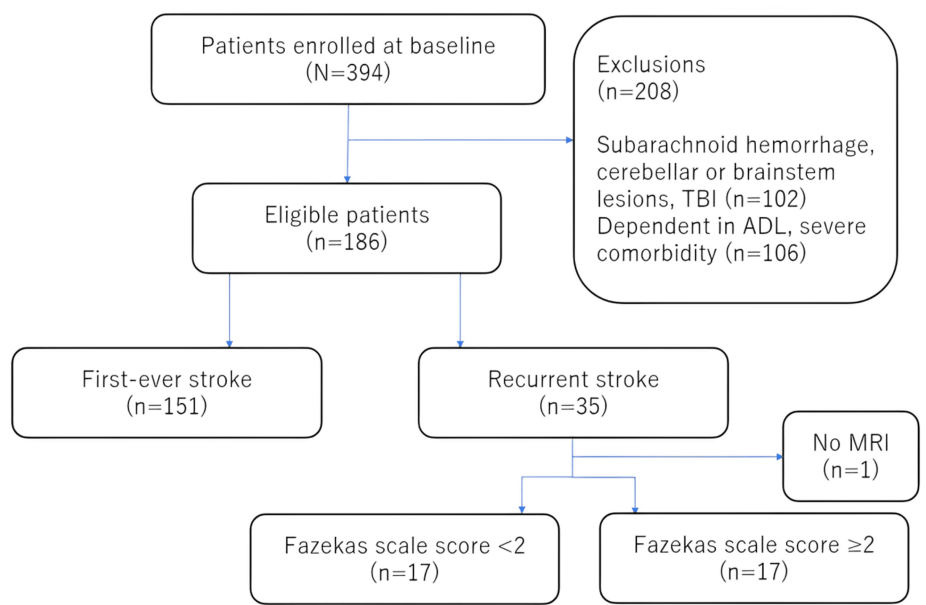 Patients enrolled at baseline
(N=394)
Exclusions
(n=208)
Subarachnoid hemorrhage,
cerebellar or brainstem
lesions, TBI (n=102)
Dependent in ADL, severe
comorbidity (n=106)
Eligible patients
(n=186)
First-ever stroke
(n=151)
Recurrent stroke
(n=35)
No MRI
(n=1)
Fazekas scale score <2
(n=17)
Fazekas scale score ≥2
(n=17)